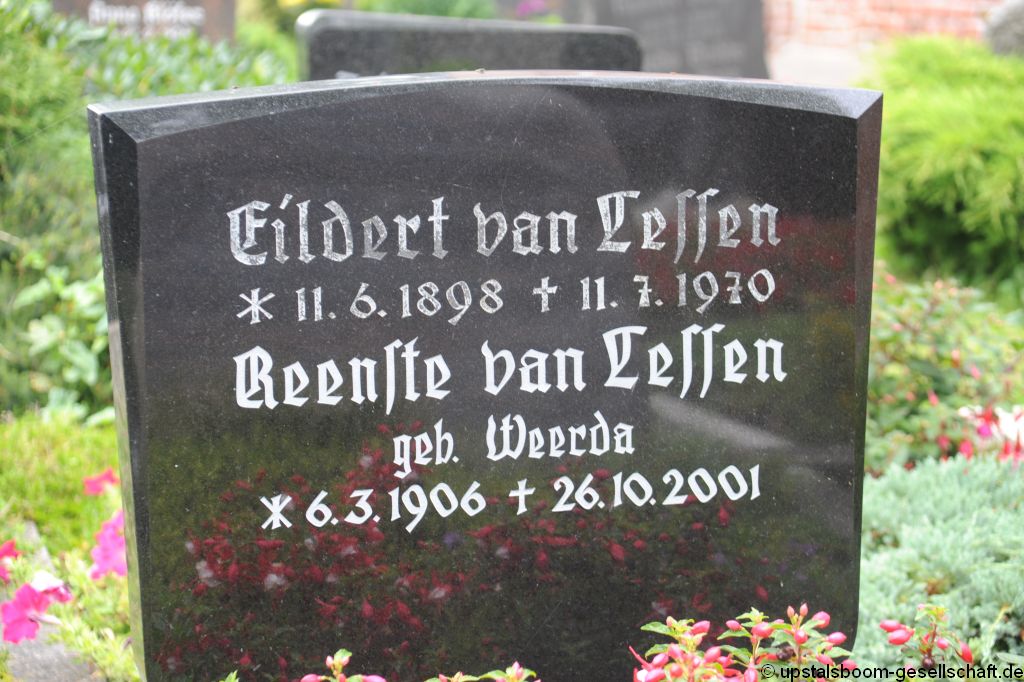 Eildert van Lessen
* 11. 6. 1898 † 11. 7. 1970
Reenste van Lessen
geb. Weerda
* 6. 3. 1906 † 26. 10. 2001
© upstalsboom-gesellschaft.de